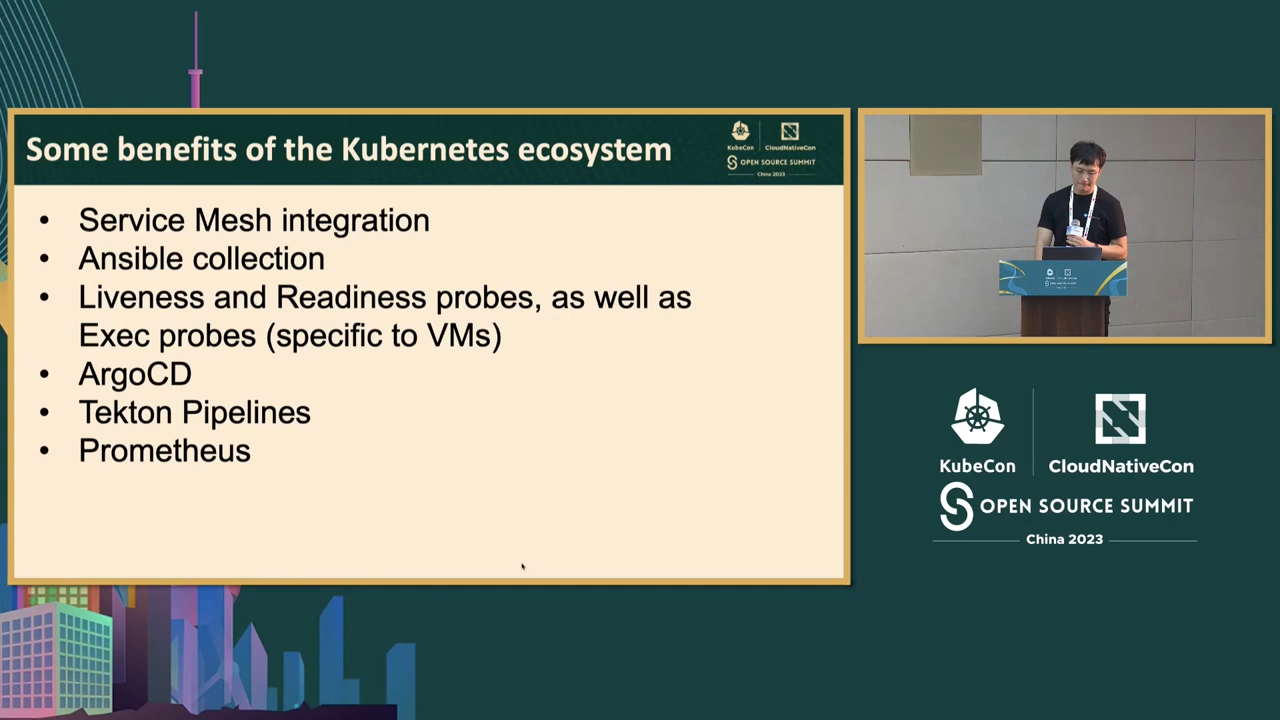 Some benefits of the Kubernetes ecosystem
KubeCon
CloudNativeCon
OPEN SOURCE SUMMIT
China 2023
• Service Mesh integration
• Ansible collection
• Liveness and Readiness probes, as well as
Exec probes (specific to VMs)
• ArgoCD
• Tekton Pipelines
• Prometheus
KubeCon
CloudNativeCon
OPEN SOURCE SUMMIT
China 2023